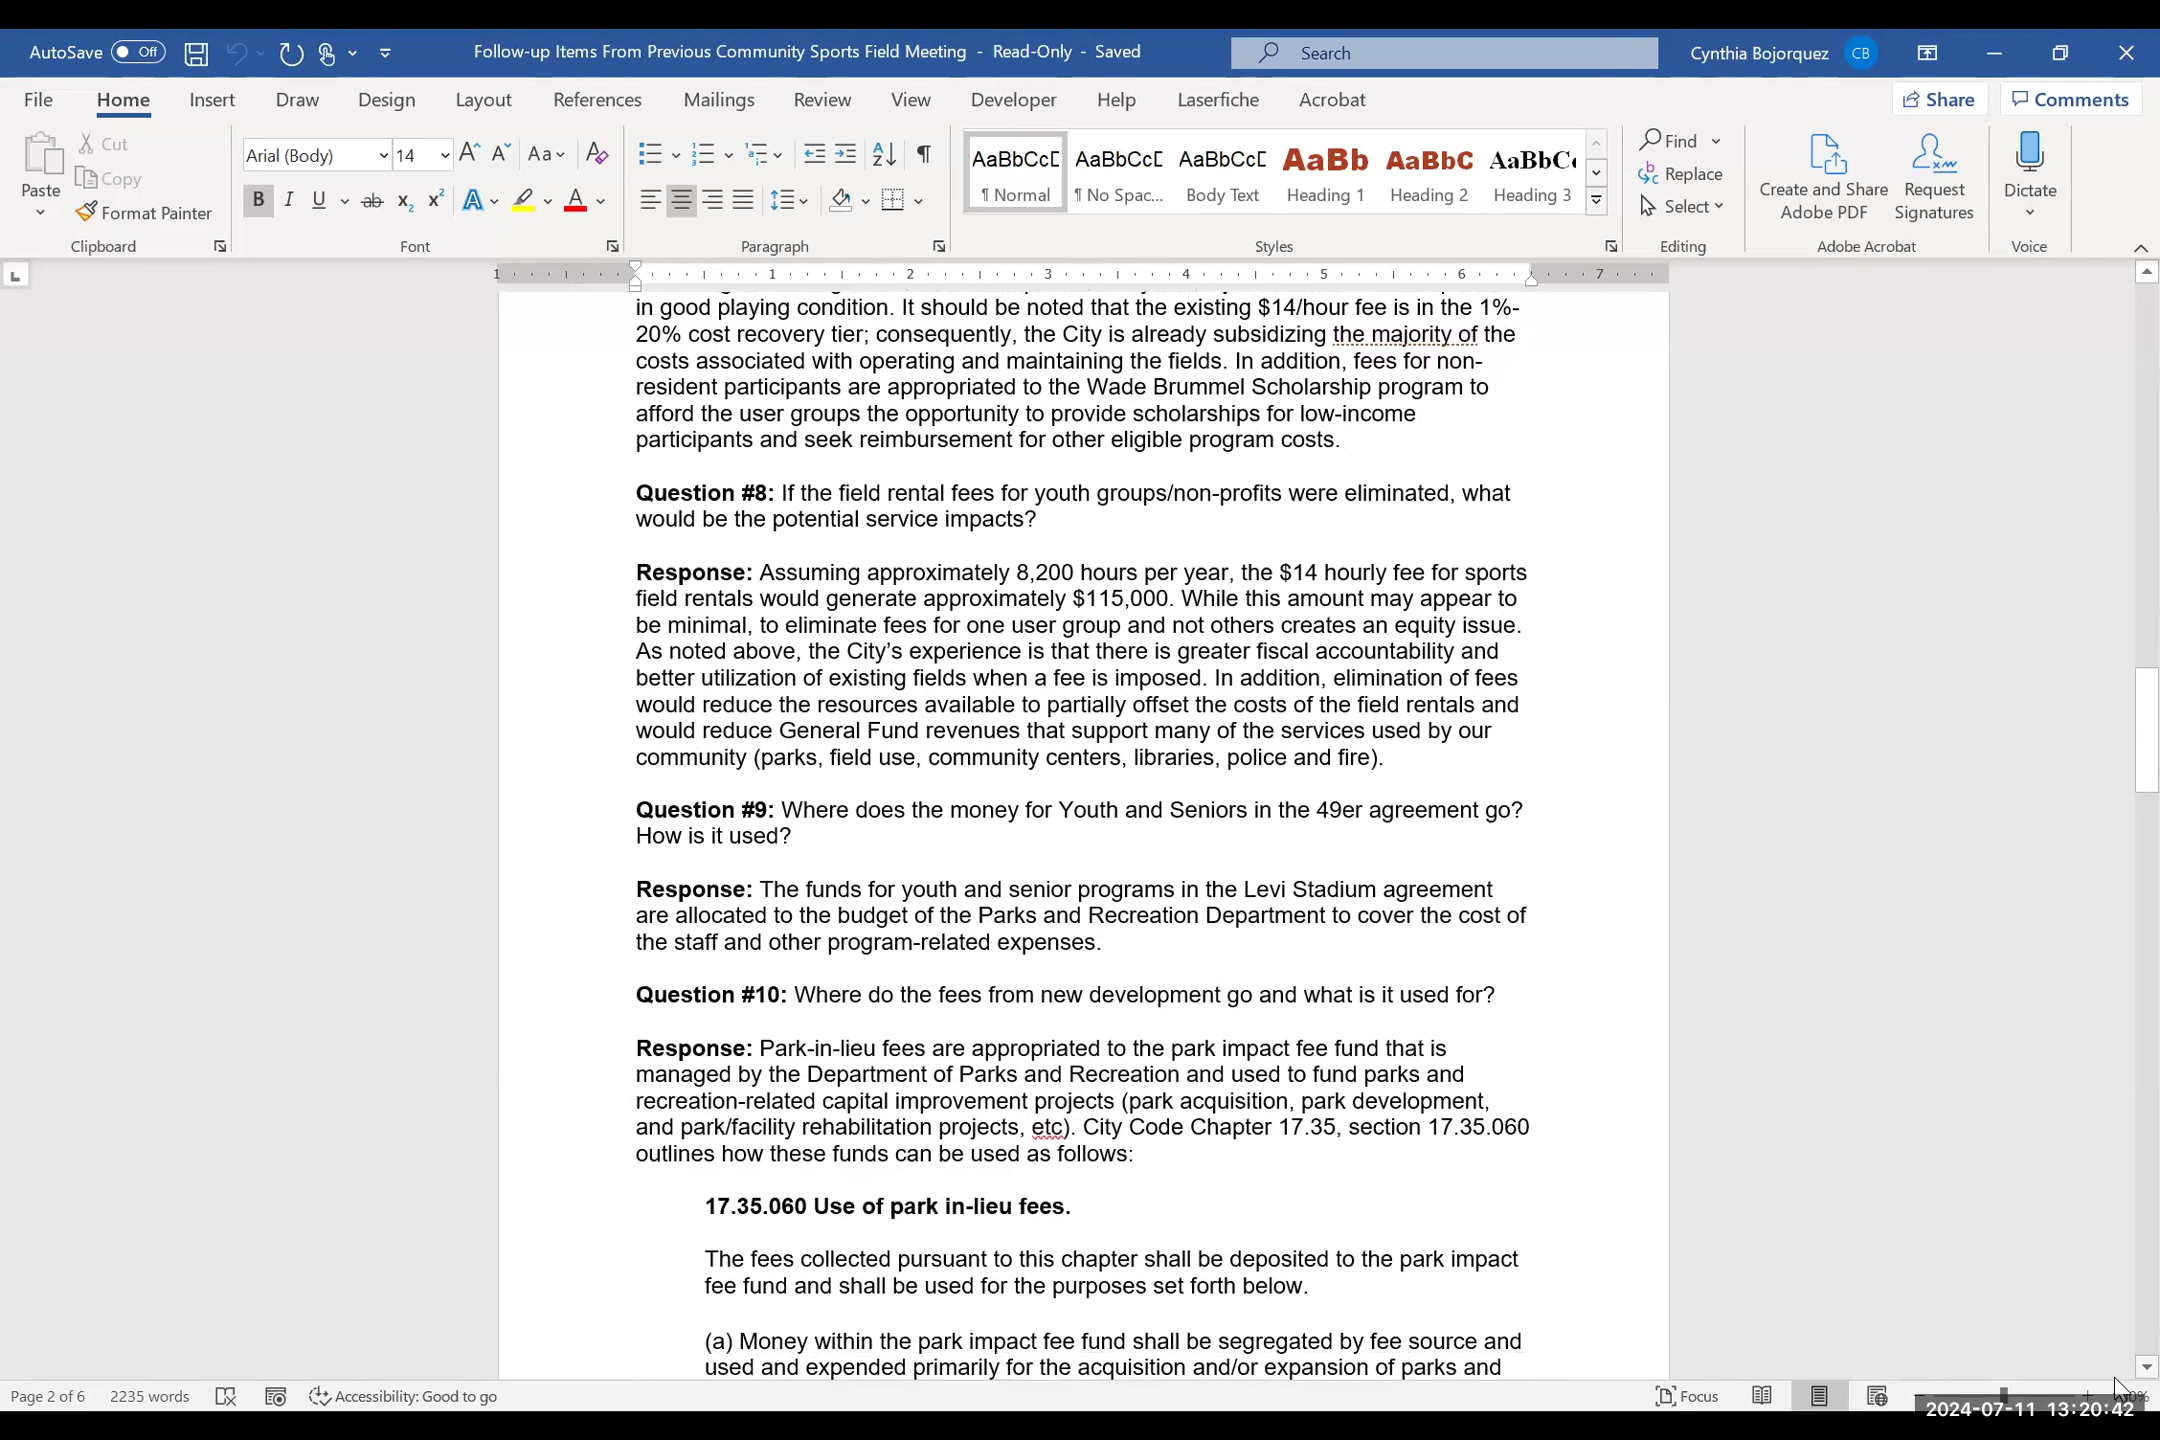 AutoSave Off Follow-up Items From Previous Community Sports Field Meeting - Read-Only - Saved Search Cynthia Bojorquez CB
File Home Insert Draw Design Layout References Mailings Review View Developer Help Laserfiche Acrobat Share Comments
Paste Cut Copy Format Painter Clipboard
Arial (Body) 14 Font
Paragraph
AaBbCcD ¶ Normal AaBbCcD ¶ No Spac... AaBbCcD Body Text AaBb Heading 1 AaBbC Heading 2 AaBbCc Heading 3 Styles
Find Replace Select Editing
Create and Share Adobe PDF Request Signatures Adobe Acrobat
Dictate Voice
1 1 2 3 4 5 6 7
in good playing condition. It should be noted that the existing $14/hour fee is in the 1%-
20% cost recovery tier; consequently, the City is already subsidizing the majority of the
costs associated with operating and maintaining the fields. In addition, fees for non-
resident participants are appropriated to the Wade Brummel Scholarship program to
afford the user groups the opportunity to provide scholarships for low-income
participants and seek reimbursement for other eligible program costs.
Question #8: If the field rental fees for youth groups/non-profits were eliminated, what
would be the potential service impacts?
Response: Assuming approximately 8,200 hours per year, the $14 hourly fee for sports
field rentals would generate approximately $115,000. While this amount may appear to
be minimal, to eliminate fees for one user group and not others creates an equity issue.
As noted above, the City’s experience is that there is greater fiscal accountability and
better utilization of existing fields when a fee is imposed. In addition, elimination of fees
would reduce the resources available to partially offset the costs of the field rentals and
would reduce General Fund revenues that support many of the services used by our
community (parks, field use, community centers, libraries, police and fire).
Question #9: Where does the money for Youth and Seniors in the 49er agreement go?
How is it used?
Response: The funds for youth and senior programs in the Levi Stadium agreement
are allocated to the budget of the Parks and Recreation Department to cover the cost of
the staff and other program-related expenses.
Question #10: Where do the fees from new development go and what is it used for?
Response: Park-in-lieu fees are appropriated to the park impact fee fund that is
managed by the Department of Parks and Recreation and used to fund parks and
recreation-related capital improvement projects (park acquisition, park development,
and park/facility rehabilitation projects, etc). City Code Chapter 17.35, section 17.35.060
outlines how these funds can be used as follows:
17.35.060 Use of park in-lieu fees.
The fees collected pursuant to this chapter shall be deposited to the park impact
fee fund and shall be used for the purposes set forth below.
(a) Money within the park impact fee fund shall be segregated by fee source and
used and expended primarily for the acquisition and/or expansion of parks and
Page 2 of 6 2235 words Accessibility: Good to go Focus
2024-07-11 13:20:42